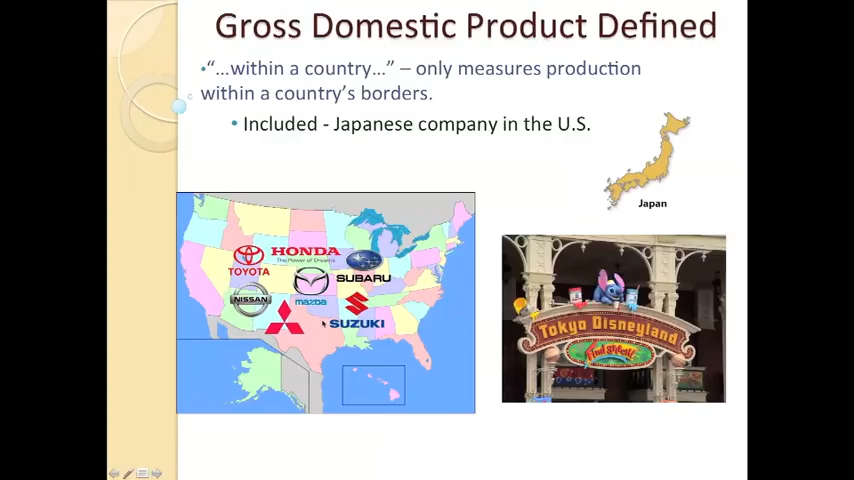 Gross Domestic Product Defined
•“…within a country…” – only measures production
within a country’s borders.
• Included - Japanese company in the U.S.
Japan
TOYOTA
HONDA
The Power of Dreams
SUBARU
NISSAN
mazda
SUZUKI
Tokyo Disneyland
Find Stitch!